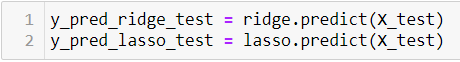 1 y_pred_ridge_test = ridge.predict(X_test)
2 y_pred_lasso_test = lasso.predict(X_test)